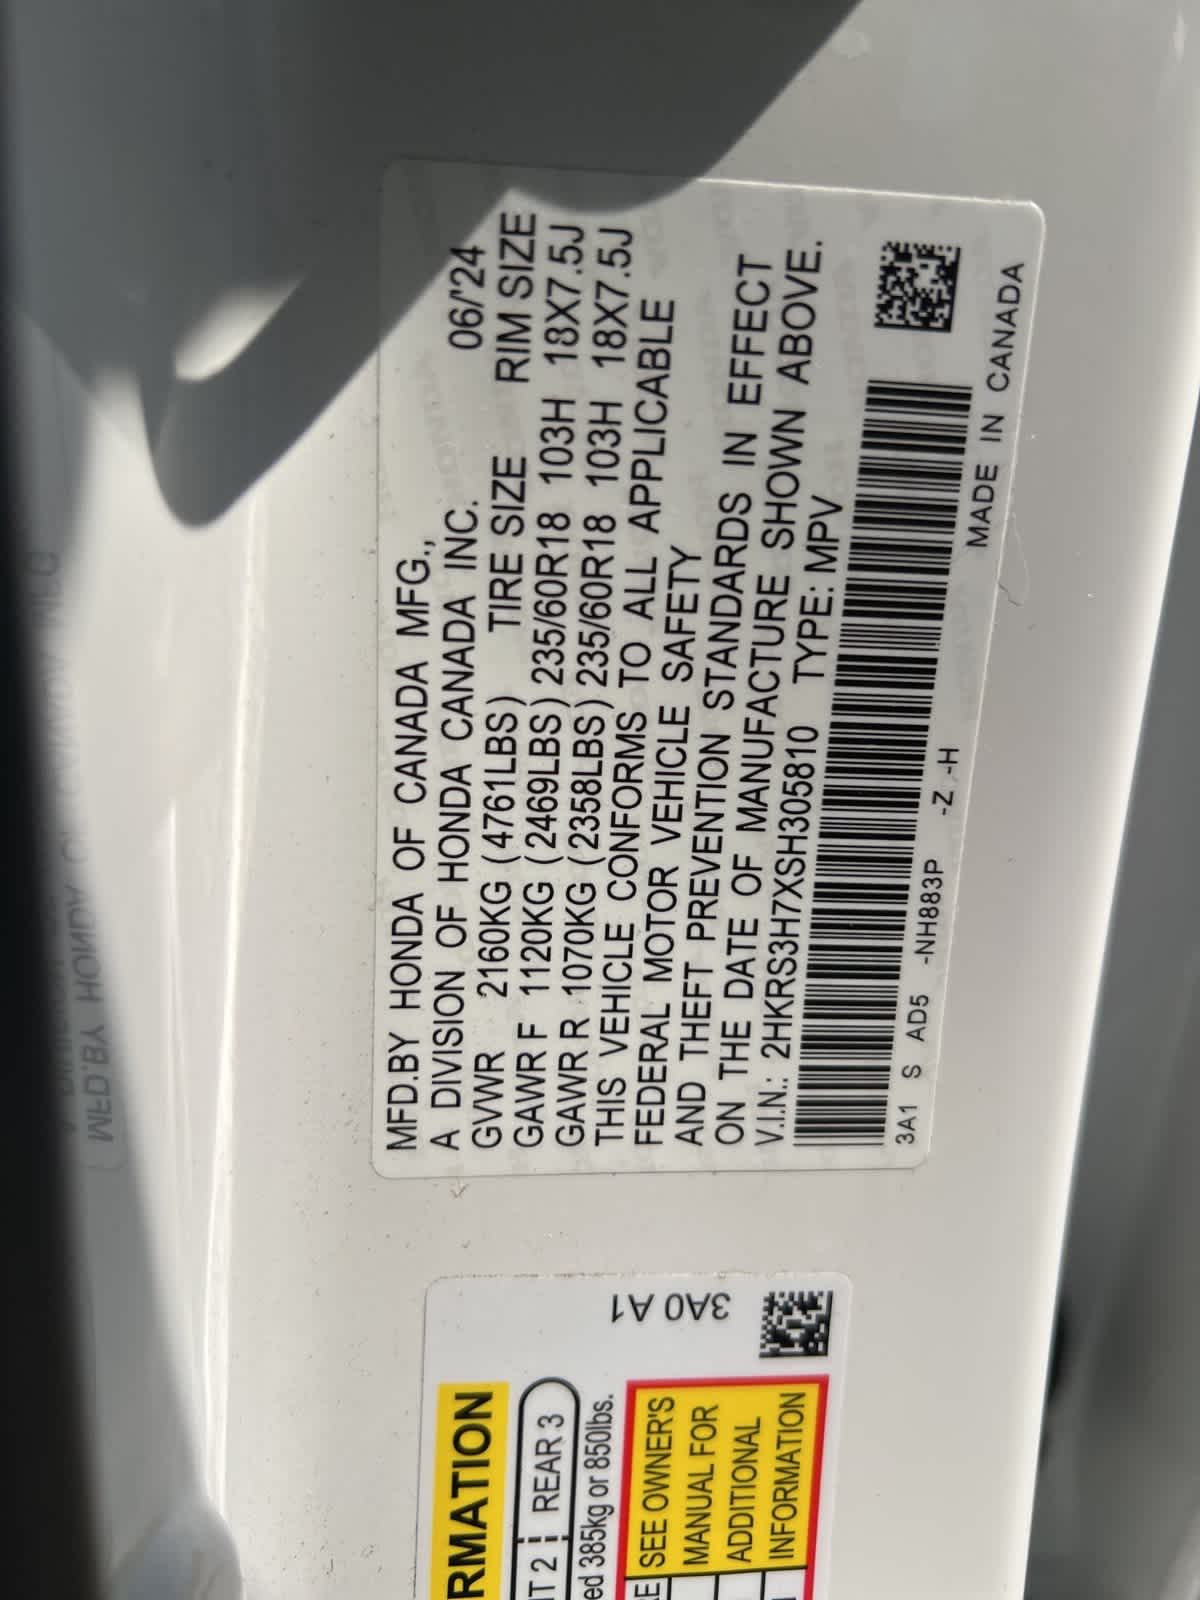 MFD.BY HONDA OF CANADA MFG.,
A DIVISION OF HONDA CANADA INC.
06/'24
GVWR 2160KG (4761LBS) TIRE SIZE RIM SIZE
GAWR F 1120KG (2469LBS) 235/60R18 103H 18X7.5J
GAWR R 1070KG (2358LBS) 235/60R18 103H 18X7.5J
THIS VEHICLE CONFORMS TO ALL APPLICABLE
FEDERAL MOTOR VEHICLE SAFETY
AND THEFT PREVENTION STANDARDS IN EFFECT
ON THE DATE OF MANUFACTURE SHOWN ABOVE.
V.I.N.: 2HKRS3H7XSH305810 TYPE: MPV
3A1 S AD5 -NH883P -Z -H
MADE IN CANADA
3A0 A1
RMATION
2 REAR 3
ed 385kg or 850lbs.
SEE OWNER'S
MANUAL FOR
ADDITIONAL
INFORMATION